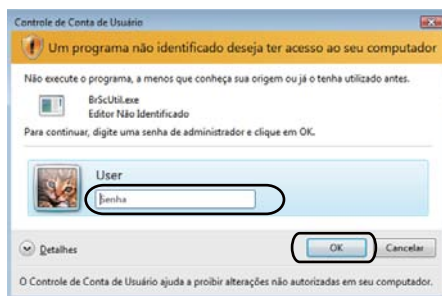 Controle de Conta de Usuário
Um programa não identificado deseja ter acesso ao seu computador
Não execute o programa, a menos que conheça sua origem ou já o tenha utilizado antes.
BrScUtil.exe
Editor Não Identificado
Para continuar, digite uma senha de administrador e clique em OK.
User
Senha
Detalhes
OK
Cancelar
O Controle de Conta de Usuário ajuda a proibir alterações não autorizadas em seu computador.